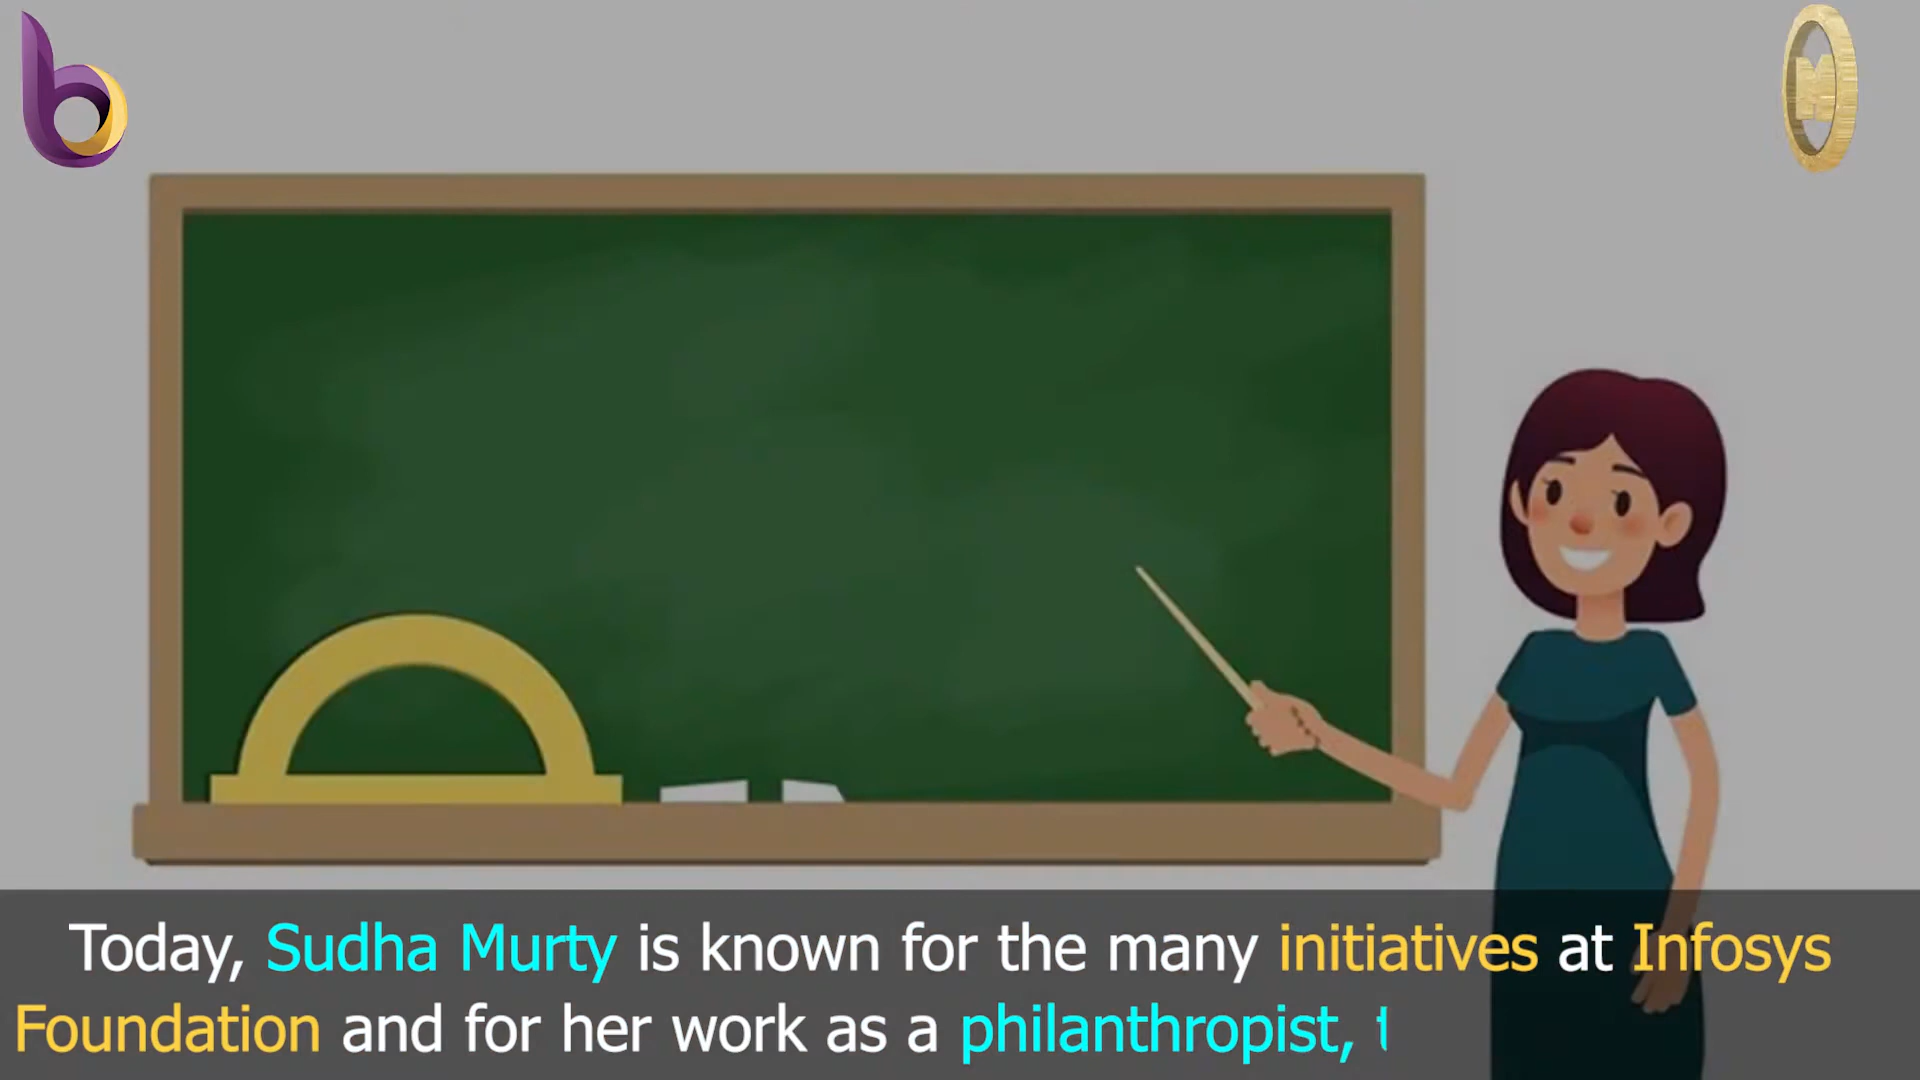 Today, Sudha Murty is known for the many initiatives at Infosys
Foundation and for her work as a philanthropist, t